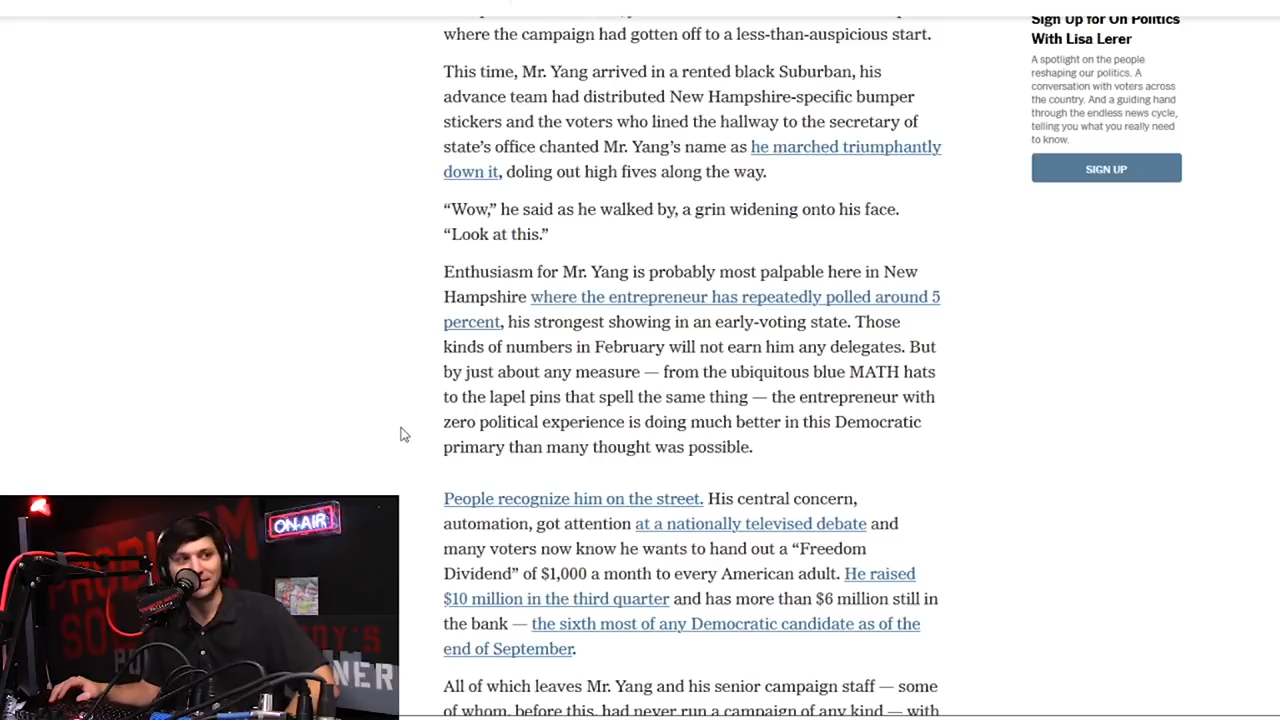 where the campaign had gotten off to a less-than-auspicious start.
This time, Mr. Yang arrived in a rented black Suburban, his
advance team had distributed New Hampshire-specific bumper
stickers and the voters who lined the hallway to the secretary of
state’s office chanted Mr. Yang’s name as he marched triumphantly
down it, doling out high fives along the way.
“Wow,” he said as he walked by, a grin widening onto his face.
“Look at this.”
Enthusiasm for Mr. Yang is probably most palpable here in New
Hampshire where the entrepreneur has repeatedly polled around 5
percent, his strongest showing in an early-voting state. Those
kinds of numbers in February will not earn him any delegates. But
by just about any measure — from the ubiquitous blue MATH hats
to the lapel pins that spell the same thing — the entrepreneur with
zero political experience is doing much better in this Democratic
primary than many thought was possible.
People recognize him on the street. His central concern,
automation, got attention at a nationally televised debate and
many voters now know he wants to hand out a “Freedom
Dividend” of $1,000 a month to every American adult. He raised
$10 million in the third quarter and has more than $6 million still in
the bank — the sixth most of any Democratic candidate as of the
end of September.
All of which leaves Mr. Yang and his senior campaign staff — some
of whom, before this, had never run a campaign of any kind — with
Sign Up for On Politics
With Lisa Lerer
A spotlight on the people
reshaping our politics. A
conversation with voters across
the country. And a guiding hand
through the endless news cycle,
telling you what you really need
to know.
SIGN UP
ON-AIR